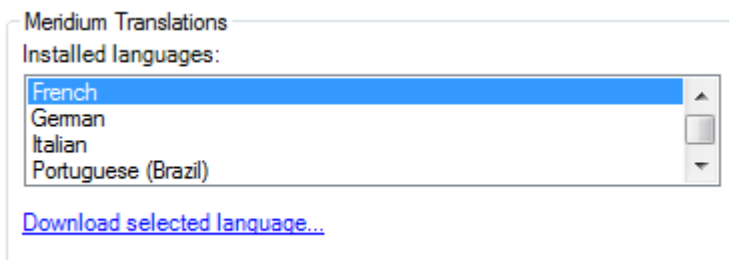 Meridium Translations
Installed languages:
French
German
Italian
Portuguese (Brazil)
Download selected language...